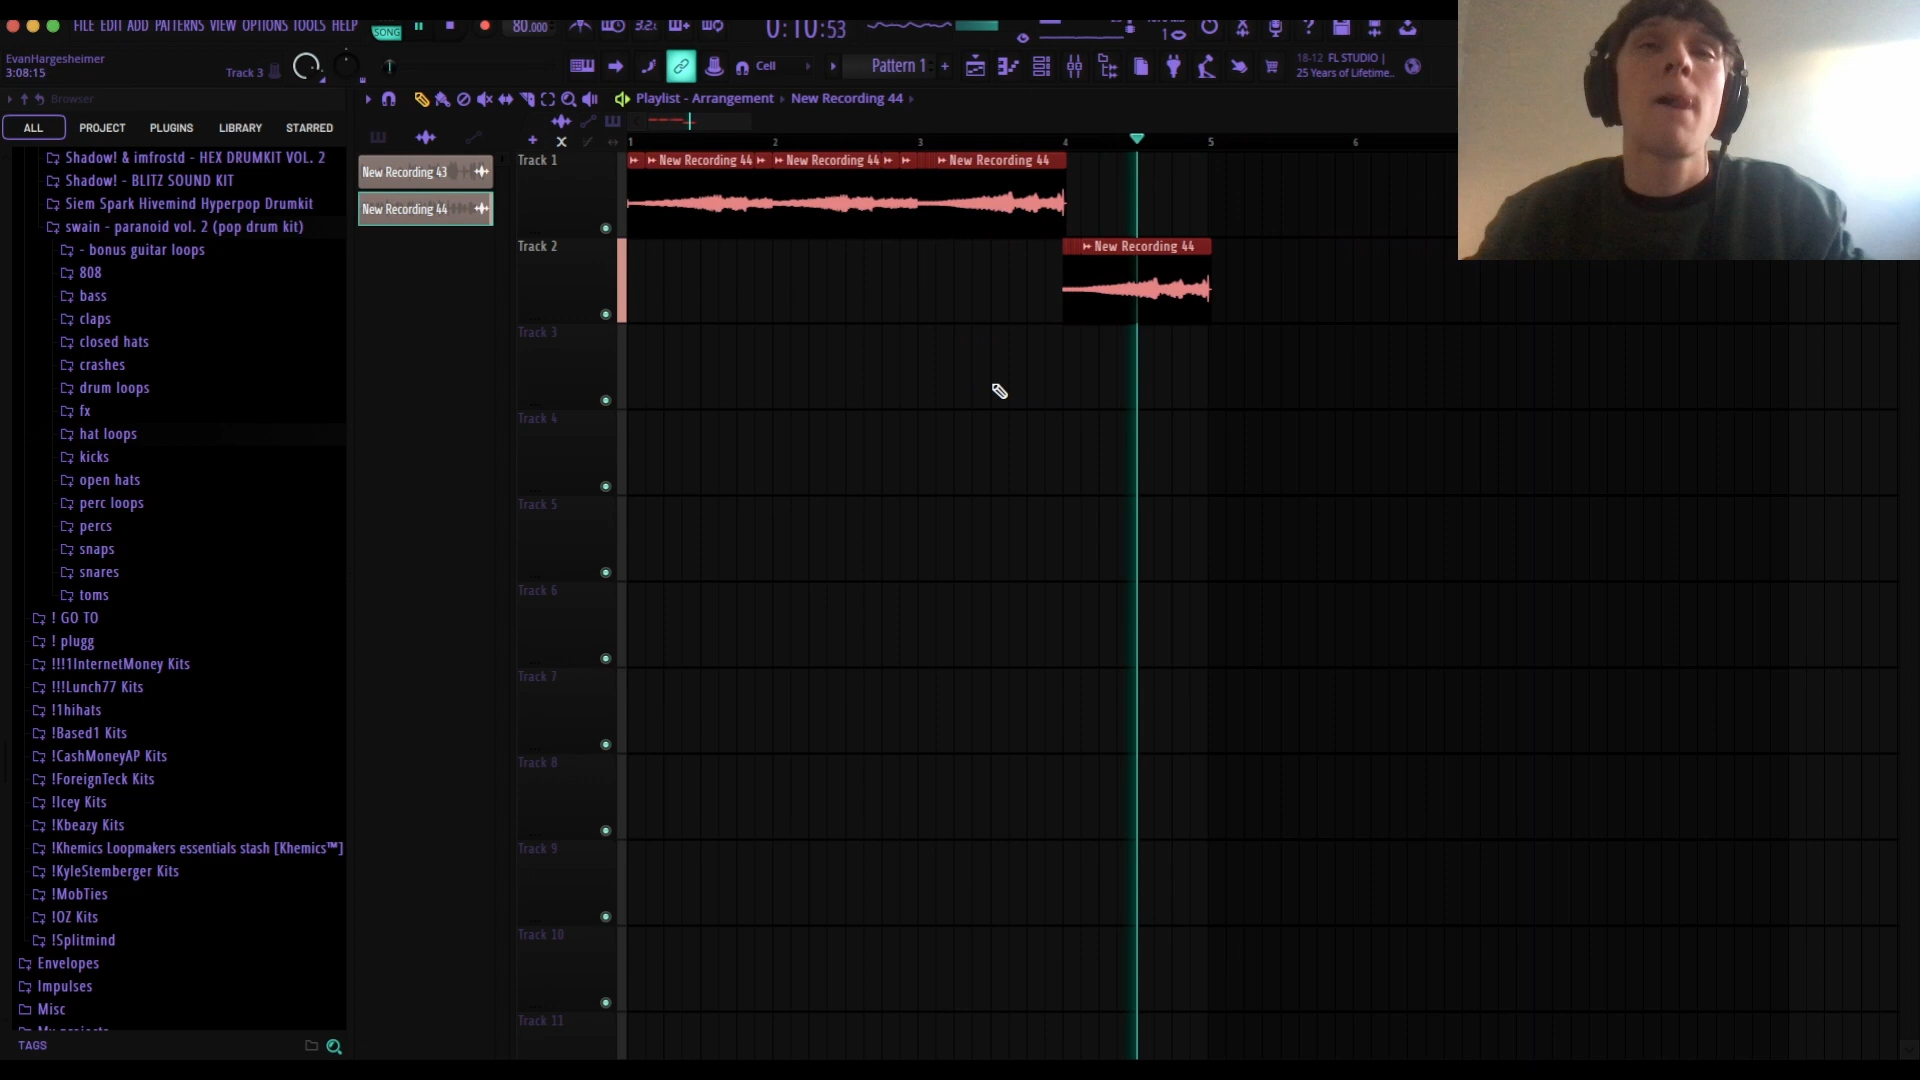 FILE EDIT ADD PATTERNS VIEW OPTIONS TOOLS HELP
SONG
80.000
3.2
0:10:53
1
EvanHargesheimer
3:08:15
Track 3
Cell
Pattern 1
+
18-12 FL STUDIO |
25 Years of Lifetime..
Browser
Playlist - Arrangement › New Recording 44 ›
ALL
PROJECT
PLUGINS
LIBRARY
STARRED
Shadow! & imfrostd - HEX DRUMKIT VOL. 2
Shadow! - BLITZ SOUND KIT
Siem Spark Hivemind Hyperpop Drumkit
swain - paranoid vol. 2 (pop drum kit)
- bonus guitar loops
808
bass
claps
closed hats
crashes
drum loops
fx
hat loops
kicks
open hats
perc loops
percs
snaps
snares
toms
! GO TO
! plugg
!!!1InternetMoney Kits
!!!Lunch77 Kits
!1hihats
!Based1 Kits
!CashMoneyAP Kits
!ForeignTeck Kits
!Icey Kits
!Kbeazy Kits
!Khemics Loopmakers essentials stash [Khemics™]
!KyleStemberger Kits
!MobTies
!OZ Kits
!Splitmind
Envelopes
Impulses
Misc
My projects
TAGS
New Recording 43
New Recording 44
1 2 3 4 5 6
Track 1
New Recording 44
New Recording 44
New Recording 44
Track 2
New Recording 44
Track 3
Track 4
Track 5
Track 6
Track 7
Track 8
Track 9
Track 10
Track 11